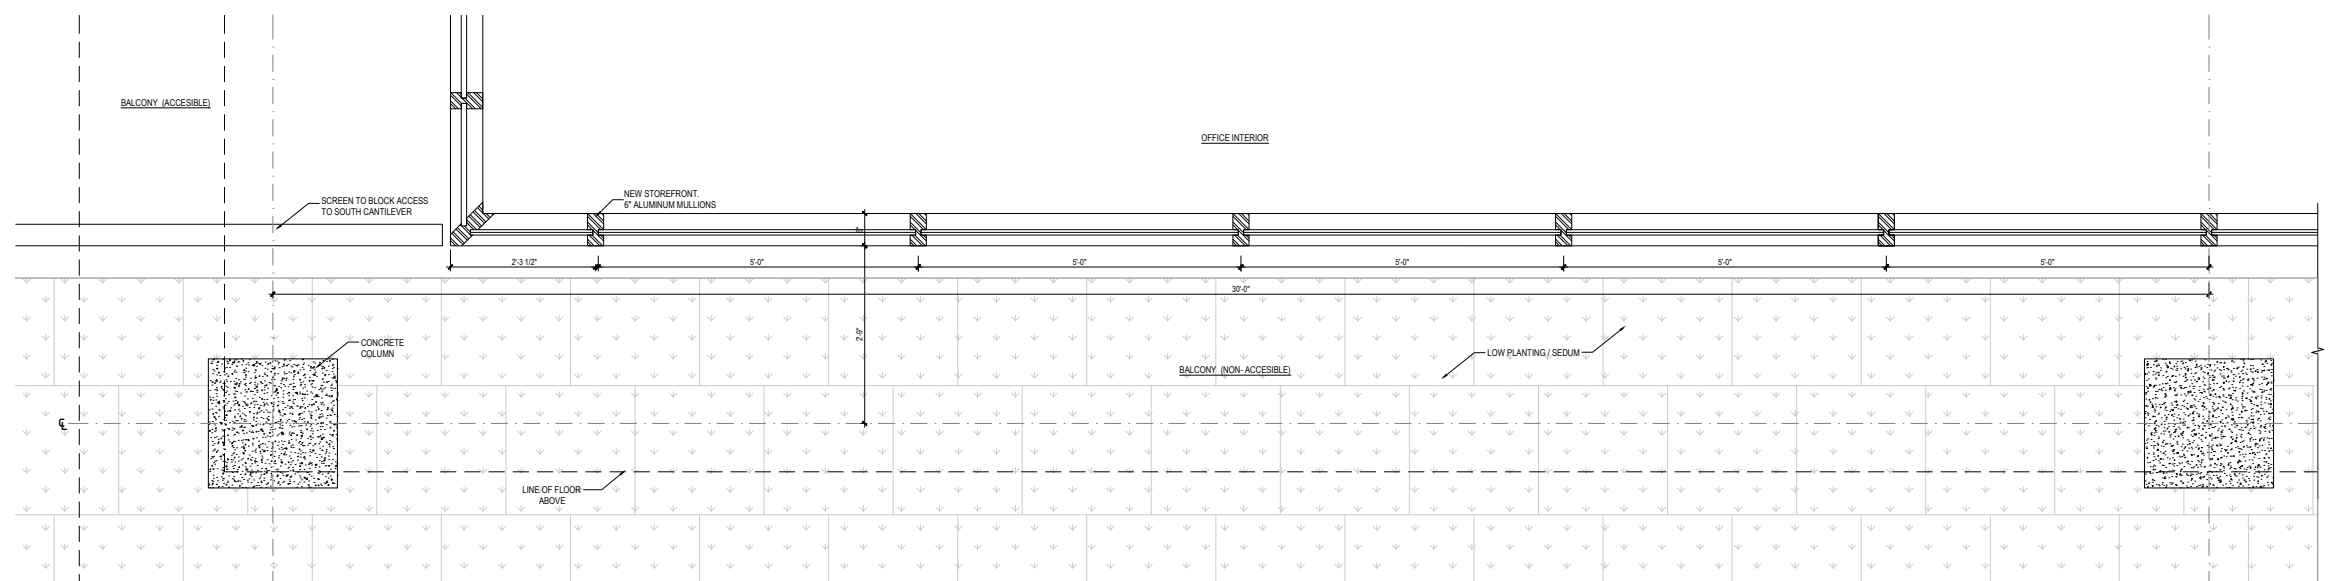 BALCONY (ACCESIBLE)
OFFICE INTERIOR
SCREEN TO BLOCK ACCESS
TO SOUTH CANTILEVER
NEW STOREFRONT.
6" ALUMINUM MULLIONS
6"
2'-3 1/2"
5'-0"
5'-0"
5'-0"
5'-0"
5'-0"
30'-0"
2'-9"
CONCRETE
COLUMN
LOW PLANTING / SEDUM
BALCONY (NON- ACCESIBLE)
℄
LINE OF FLOOR
ABOVE